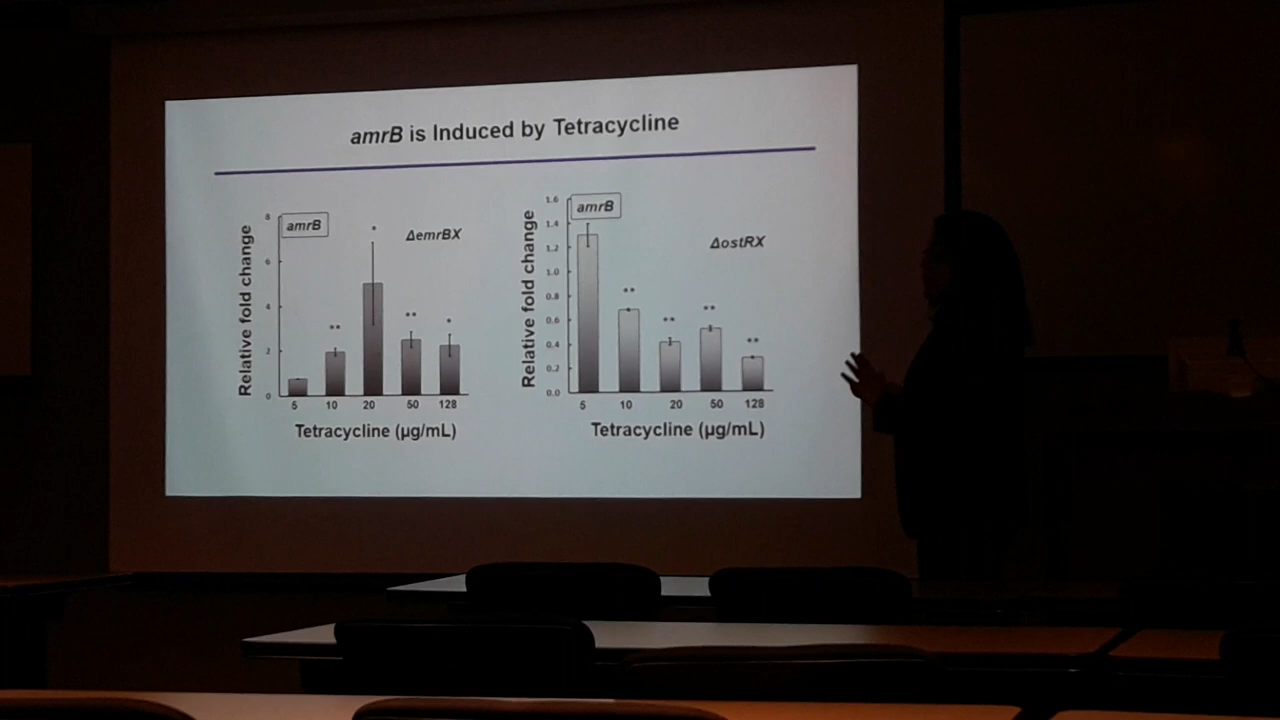 amrB is Induced by Tetracycline
amrB
ΔemrBX
Relative fold change
8
6
4
2
0
*
**
*
**
*
5 10 20 50 128
Tetracycline (µg/mL)
amrB
ΔostRX
Relative fold change
1.6
1.4
1.2
1.0
0.8
0.6
0.4
0.2
0.0
**
**
**
**
5 10 20 50 128
Tetracycline (µg/mL)